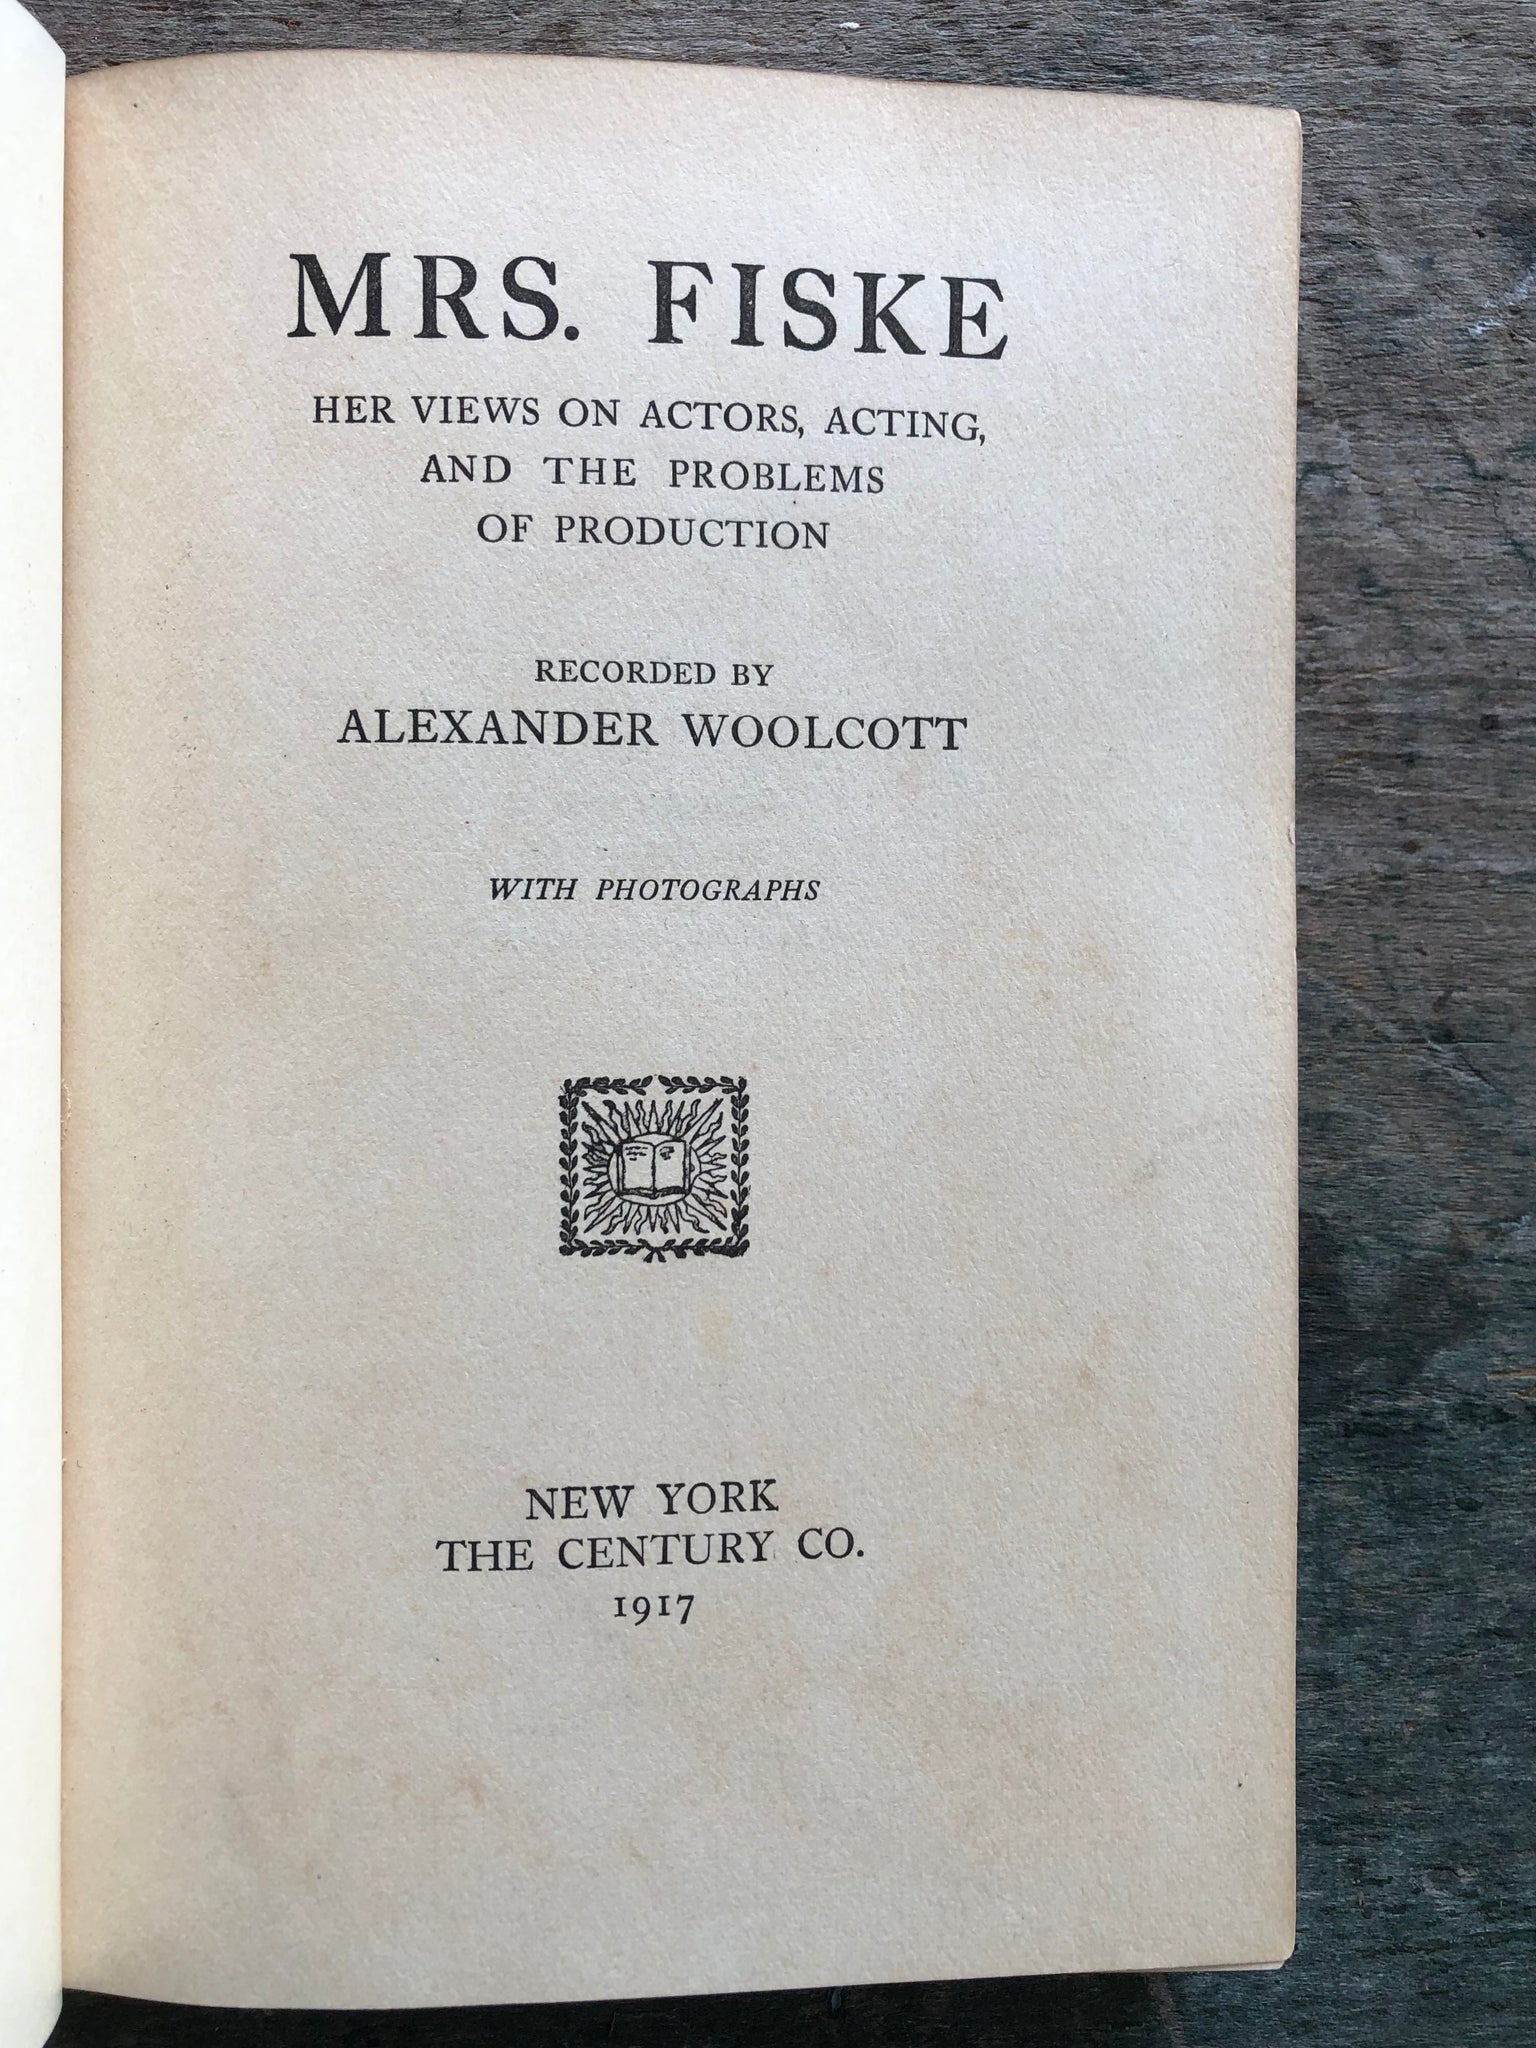 MRS. FISKE
HER VIEWS ON ACTORS, ACTING,
AND THE PROBLEMS
OF PRODUCTION
RECORDED BY
ALEXANDER WOOLCOTT
WITH PHOTOGRAPHS
NEW YORK
THE CENTURY CO.
1917